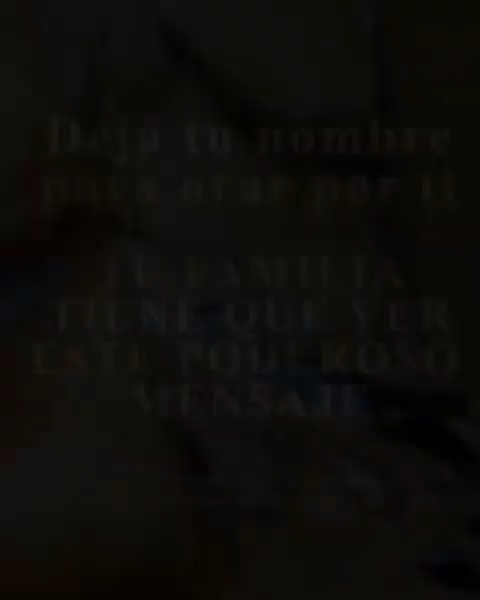 Deja tu nombre
para orar por ti
TU FAMILIA
TIENE QUE VER
ESTE PODEROSO
MENSAJE